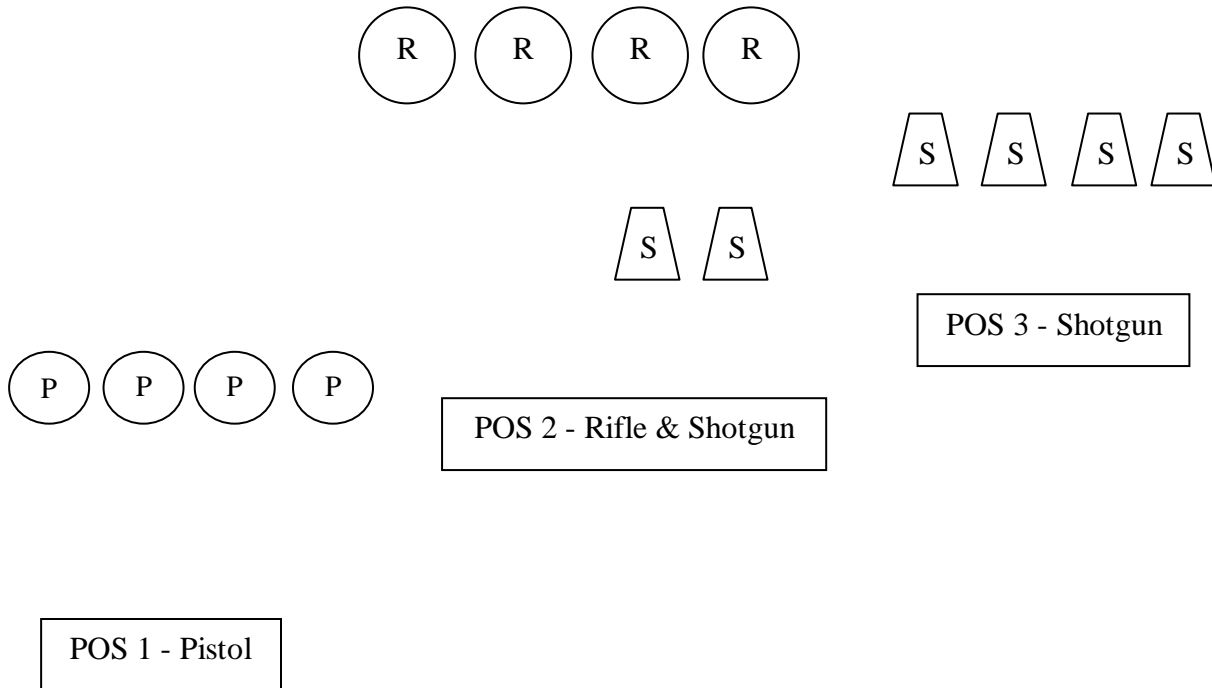 R R R R
S S S S
S S
POS 3 - Shotgun
P P P P
POS 2 - Rifle & Shotgun
POS 1 - Pistol